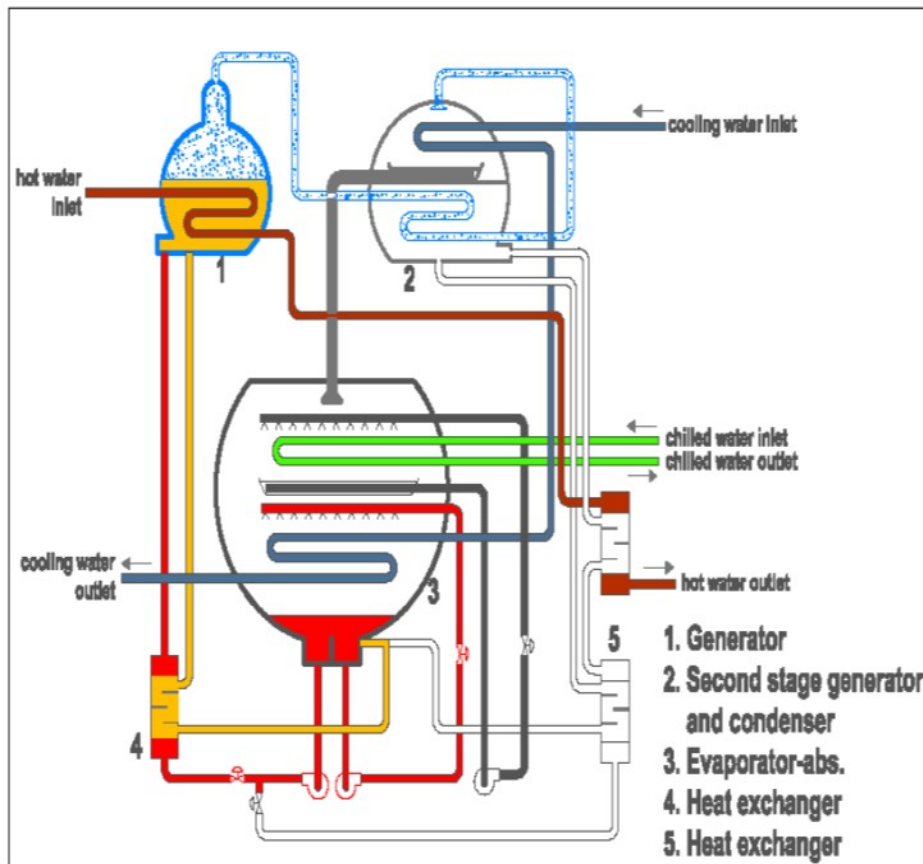 cooling water inlet
hot water
inlet
1
2
chilled water inlet
chilled water outlet
cooling water
outlet
3
hot water outlet
5
4
1. Generator
2. Second stage generator
and condenser
3. Evaporator-abs.
4. Heat exchanger
5. Heat exchanger